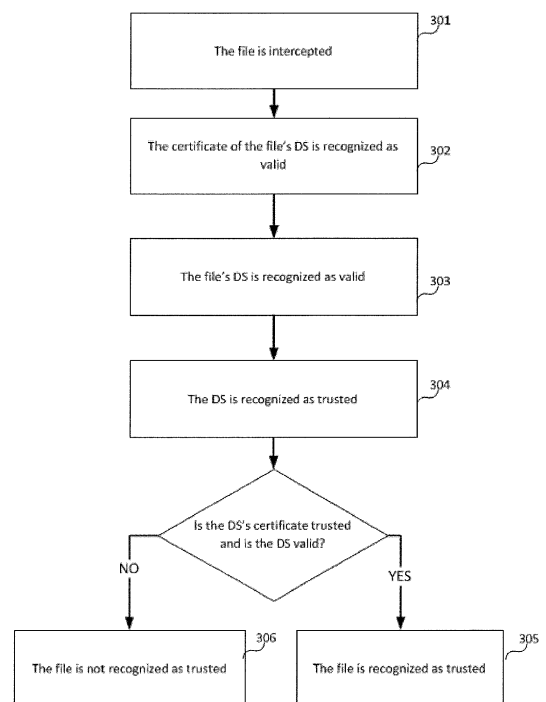 301
The file is intercepted
The certificate of the file's DS is recognized as
valid
302
The file's DS is recognized as valid
303
The DS is recognized as trusted
304
Is the DS's certificate trusted
and is the DS valid?
NO
YES
306
The file is not recognized as trusted
305
The file is recognized as trusted